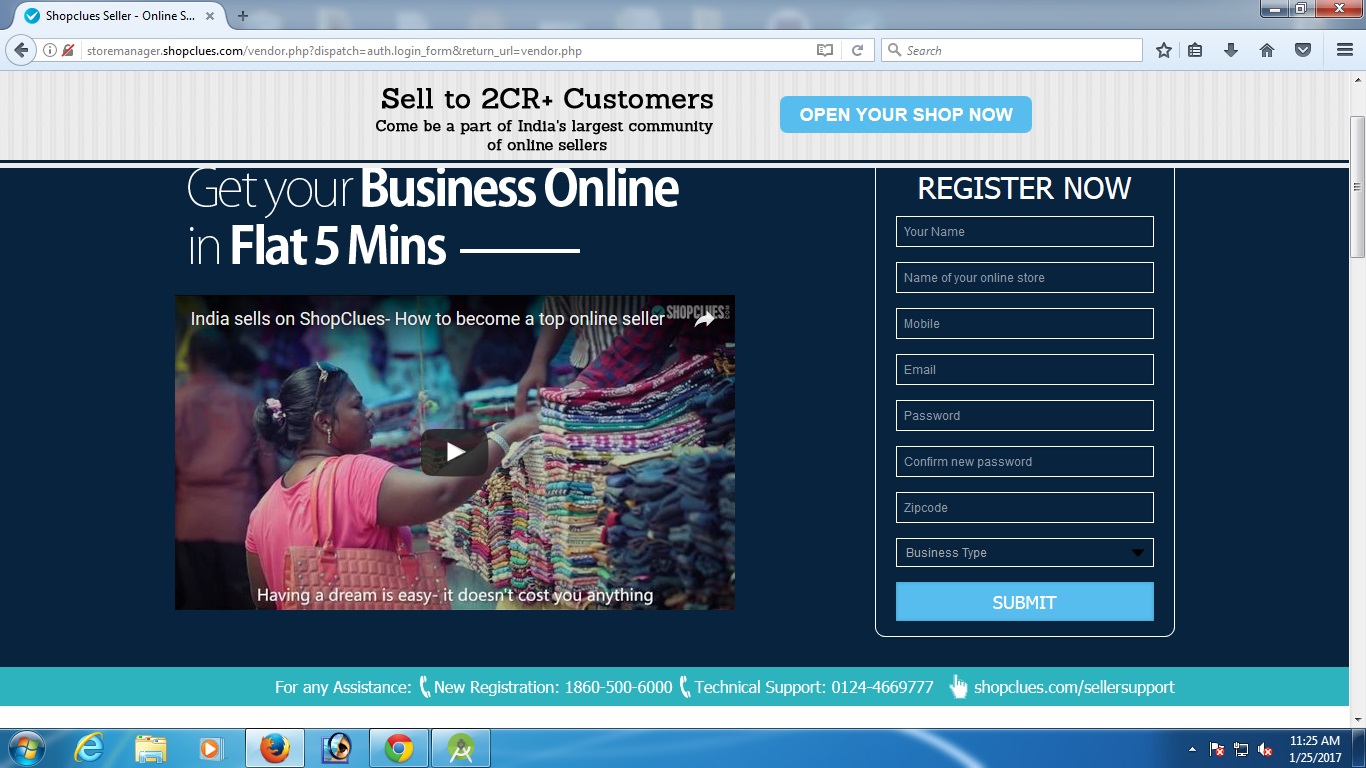 Shopclues Seller - Online S...
storemanager.shopclues.com/vendor.php?dispatch=auth.login_form&return_url=vendor.php
Search
Sell to 2CR+ Customers
Come be a part of India's largest community
of online sellers
OPEN YOUR SHOP NOW
Get your Business Online
in Flat 5 Mins
India sells on ShopClues- How to become a top online seller
SHOPCLUES.COM
Having a dream is easy- it doesn't cost you anything
REGISTER NOW
Your Name
Name of your online store
Mobile
Email
Password
Confirm new password
Zipcode
Business Type
SUBMIT
For any Assistance: New Registration: 1860-500-6000 Technical Support: 0124-4669777 shopclues.com/sellersupport
11:25 AM
1/25/2017